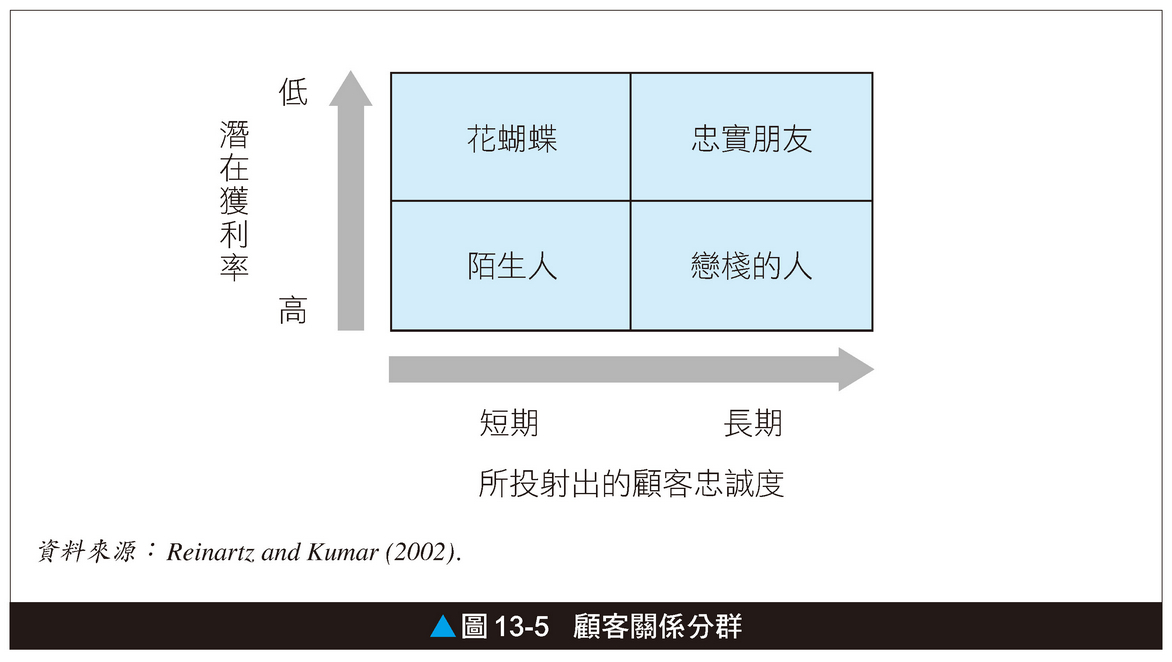 低
潛在獲利率
高
花蝴蝶
忠實朋友
陌生人
戀棧的人
短期
長期
所投射出的顧客忠誠度
資料來源：Reinartz and Kumar (2002).
▲圖 13-5 顧客關係分群